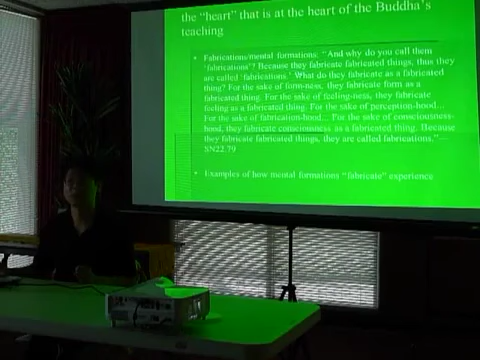 the “heart” that is at the heart of the Buddha’s
teaching
• Fabrications/mental formations: “And why do you call them
‘fabrications’? Because they fabricate fabricated things, thus they
are called ‘fabrications.’ What do they fabricate as a fabricated
thing? For the sake of form-ness, they fabricate form as a
fabricated thing. For the sake of feeling-ness, they fabricate
feeling as a fabricated thing. For the sake of perception-hood...
For the sake of fabrication-hood... For the sake of consciousness-
hood, they fabricate consciousness as a fabricated thing. Because
they fabricate fabricated things, they are called fabrications.”—
SN22.79
• Examples of how mental formations “fabricate” experience